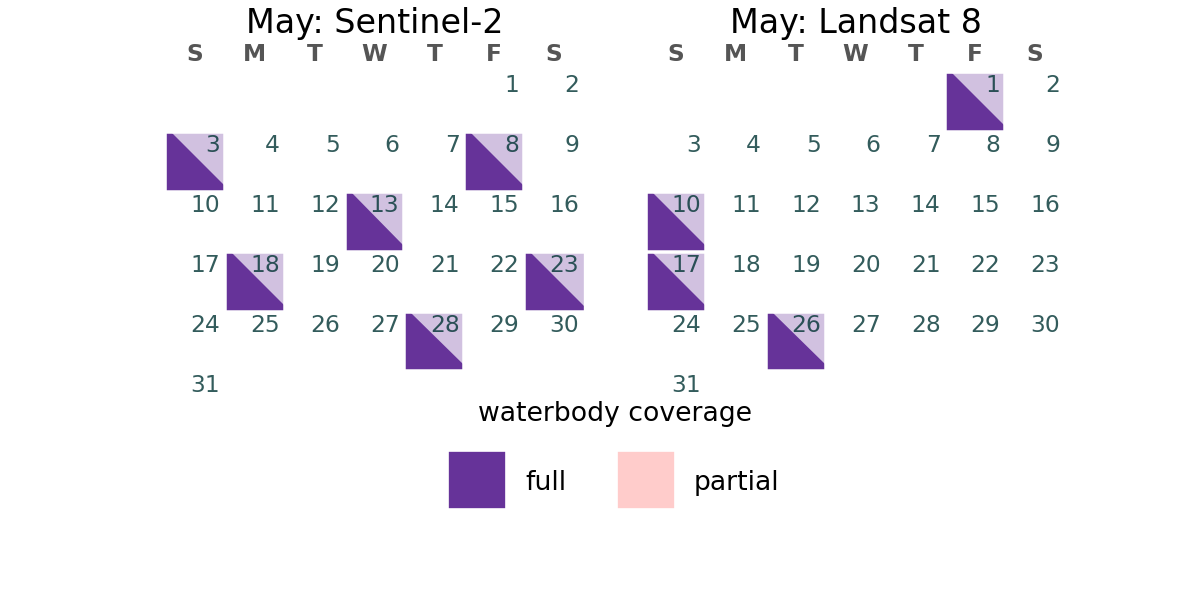 May: Sentinel-2
S M T W T F S
1 2
3 4 5 6 7 8 9
10 11 12 13 14 15 16
17 18 19 20 21 22 23
24 25 26 27 28 29 30
31
May: Landsat 8
S M T W T F S
1 2
3 4 5 6 7 8 9
10 11 12 13 14 15 16
17 18 19 20 21 22 23
24 25 26 27 28 29 30
31
waterbody coverage
full
partial